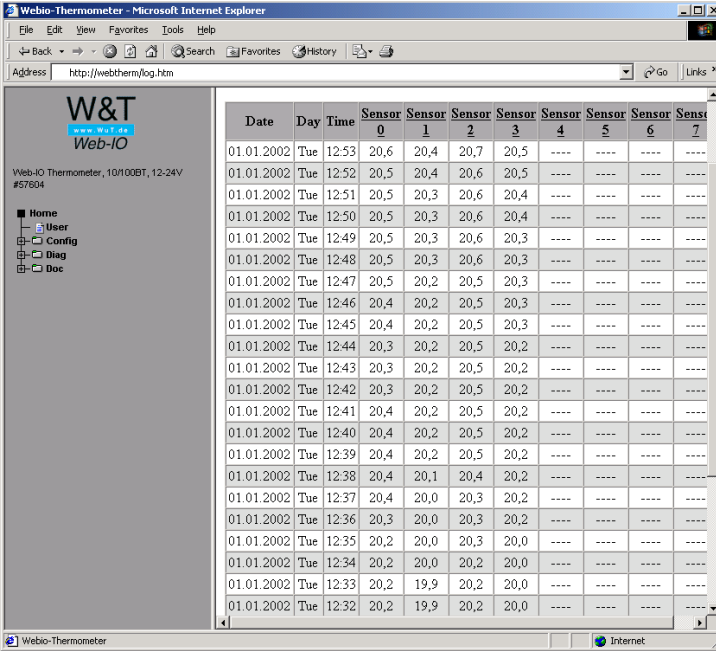 Webio-Thermometer - Microsoft Internet Explorer
File Edit View Favorites Tools Help
Back Search Favorites History
Address http://webtherm/log.htm Go Links
W&T
www.WuT.de
Web-IO
Web-IO Thermometer, 10/100BT, 12-24V
#57604
Home
User
Config
Diag
Doc
Date Day Time Sensor 0 Sensor 1 Sensor 2 Sensor 3 Sensor 4 Sensor 5 Sensor 6 Senso 7
01.01.2002 Tue 12:53 20,6 20,4 20,7 20,5 ---- ---- ---- ----
01.01.2002 Tue 12:52 20,5 20,4 20,6 20,5 ---- ---- ---- ----
01.01.2002 Tue 12:51 20,5 20,3 20,6 20,4 ---- ---- ---- ----
01.01.2002 Tue 12:50 20,5 20,3 20,6 20,4 ---- ---- ---- ----
01.01.2002 Tue 12:49 20,5 20,3 20,6 20,3 ---- ---- ---- ----
01.01.2002 Tue 12:48 20,5 20,3 20,6 20,3 ---- ---- ---- ----
01.01.2002 Tue 12:47 20,5 20,2 20,5 20,3 ---- ---- ---- ----
01.01.2002 Tue 12:46 20,4 20,2 20,5 20,3 ---- ---- ---- ----
01.01.2002 Tue 12:45 20,4 20,2 20,5 20,3 ---- ---- ---- ----
01.01.2002 Tue 12:44 20,3 20,2 20,5 20,2 ---- ---- ---- ----
01.01.2002 Tue 12:43 20,3 20,2 20,5 20,2 ---- ---- ---- ----
01.01.2002 Tue 12:42 20,3 20,2 20,5 20,2 ---- ---- ---- ----
01.01.2002 Tue 12:41 20,4 20,2 20,5 20,2 ---- ---- ---- ----
01.01.2002 Tue 12:40 20,4 20,2 20,5 20,2 ---- ---- ---- ----
01.01.2002 Tue 12:39 20,4 20,2 20,5 20,2 ---- ---- ---- ----
01.01.2002 Tue 12:38 20,4 20,1 20,4 20,2 ---- ---- ---- ----
01.01.2002 Tue 12:37 20,4 20,0 20,3 20,2 ---- ---- ---- ----
01.01.2002 Tue 12:36 20,3 20,0 20,3 20,2 ---- ---- ---- ----
01.01.2002 Tue 12:35 20,2 20,0 20,3 20,0 ---- ---- ---- ----
01.01.2002 Tue 12:34 20,2 20,0 20,2 20,0 ---- ---- ---- ----
01.01.2002 Tue 12:33 20,2 19,9 20,2 20,0 ---- ---- ---- ----
01.01.2002 Tue 12:32 20,2 19,9 20,2 20,0 ---- ---- ---- ----
Webio-Thermometer Internet